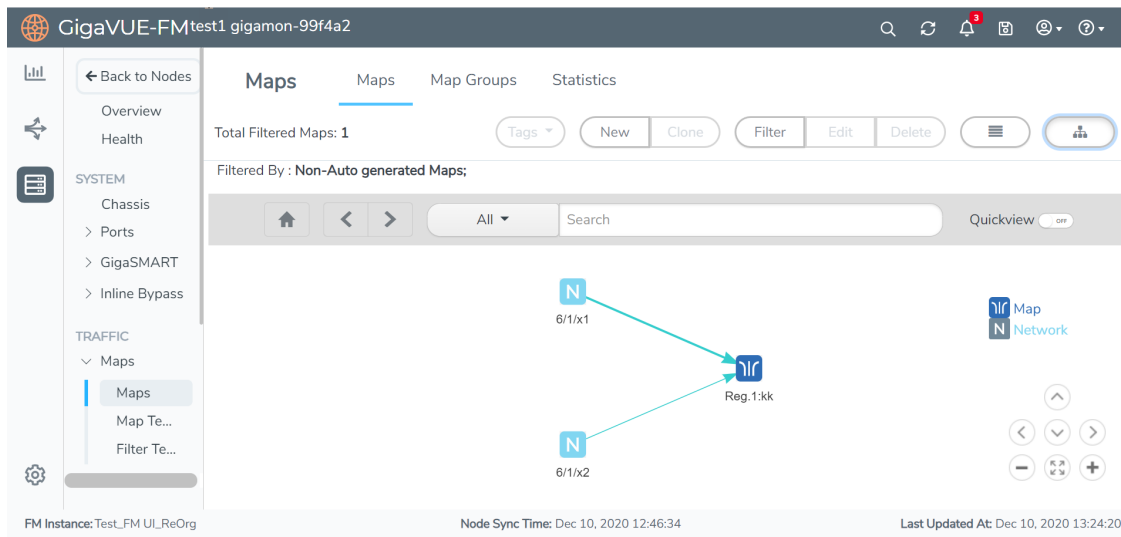 GigaVUE-FM test1 gigamon-99f4a2
3
Back to Nodes
Overview
Health
SYSTEM
Chassis
Ports
GigaSMART
Inline Bypass
TRAFFIC
Maps
Maps
Map Te...
Filter Te...
Maps Maps Map Groups Statistics
Total Filtered Maps: 1 Tags New Clone Filter Edit Delete
Filtered By : Non-Auto generated Maps;
All Search Quickview OFF
N
6/1/x1
Reg.1:kk
N
6/1/x2
Map
N Network
FM Instance: Test_FM UI_ReOrg Node Sync Time: Dec 10, 2020 12:46:34 Last Updated At: Dec 10, 2020 13:24:20